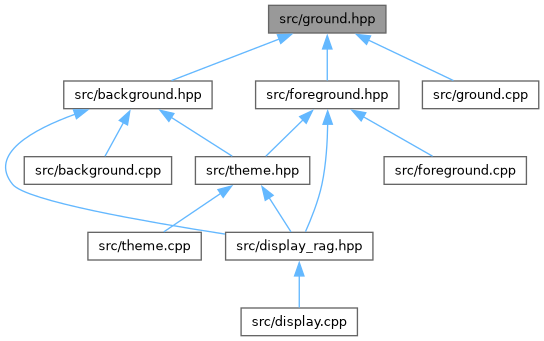 src/ground.hpp
src/background.hpp
src/foreground.hpp
src/ground.cpp
src/background.cpp
src/theme.hpp
src/foreground.cpp
src/theme.cpp
src/display_rag.hpp
src/display.cpp